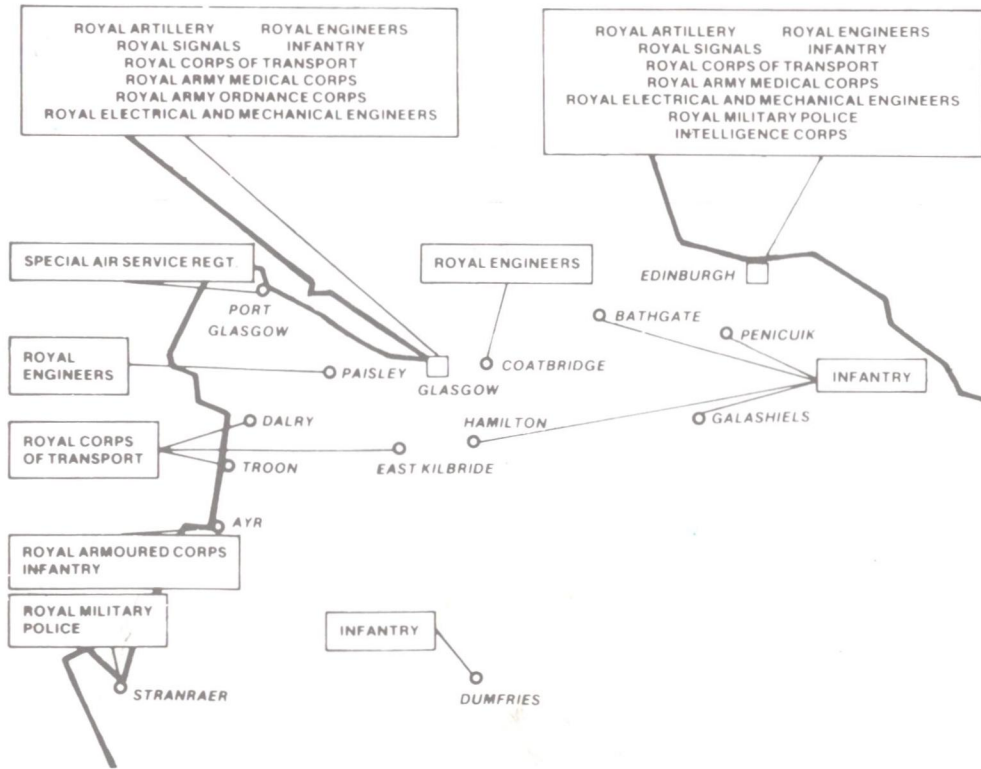 ROYAL ARTILLERY ROYAL ENGINEERS
ROYAL SIGNALS INFANTRY
ROYAL CORPS OF TRANSPORT
ROYAL ARMY MEDICAL CORPS
ROYAL ARMY ORDNANCE CORPS
ROYAL ELECTRICAL AND MECHANICAL ENGINEERS
ROYAL ARTILLERY ROYAL ENGINEERS
ROYAL SIGNALS INFANTRY
ROYAL CORPS OF TRANSPORT
ROYAL ARMY MEDICAL CORPS
ROYAL ELECTRICAL AND MECHANICAL ENGINEERS
ROYAL MILITARY POLICE
INTELLIGENCE CORPS
SPECIAL AIR SERVICE REGT.
ROYAL ENGINEERS
EDINBURGH
PORT
GLASGOW
BATHGATE
PENICUIK
ROYAL
ENGINEERS
PAISLEY
GLASGOW
COATBRIDGE
INFANTRY
DALRY
HAMILTON
GALASHIELS
ROYAL CORPS
OF TRANSPORT
TROON
EAST KILBRIDE
AYR
ROYAL ARMOURED CORPS
INFANTRY
ROYAL MILITARY
POLICE
INFANTRY
STRANRAER
DUMFRIES